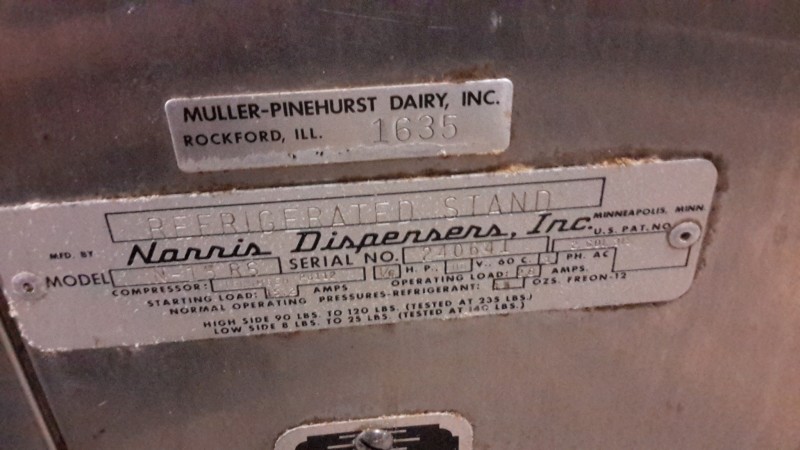 MULLER-PINEHURST DAIRY, INC.
ROCKFORD, ILL. 1635
REFRIGERATED STAND
MFD. BY Norris Dispensers, Inc. MINNEAPOLIS, MINN.
U.S. PAT. NO.
MODEL N-15 RS SERIAL NO. 240641
COMPRESSOR: H.P. V. 60 C. PH. AC
STARTING LOAD: AMPS OPERATING LOAD: AMPS.
NORMAL OPERATING PRESSURES-REFRIGERANT: OZS. FREON-12
HIGH SIDE 90 LBS. TO 120 LBS. (TESTED AT 235 LBS.)
LOW SIDE 8 LBS. TO 25 LBS. (TESTED AT 140 LBS.)